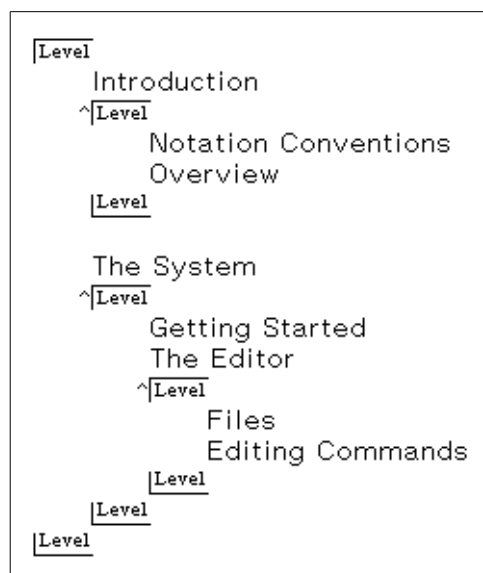 Level
Introduction
^Level
Notation Conventions
Overview
Level
The System
^Level
Getting Started
The Editor
^Level
Files
Editing Commands
Level
Level
Level